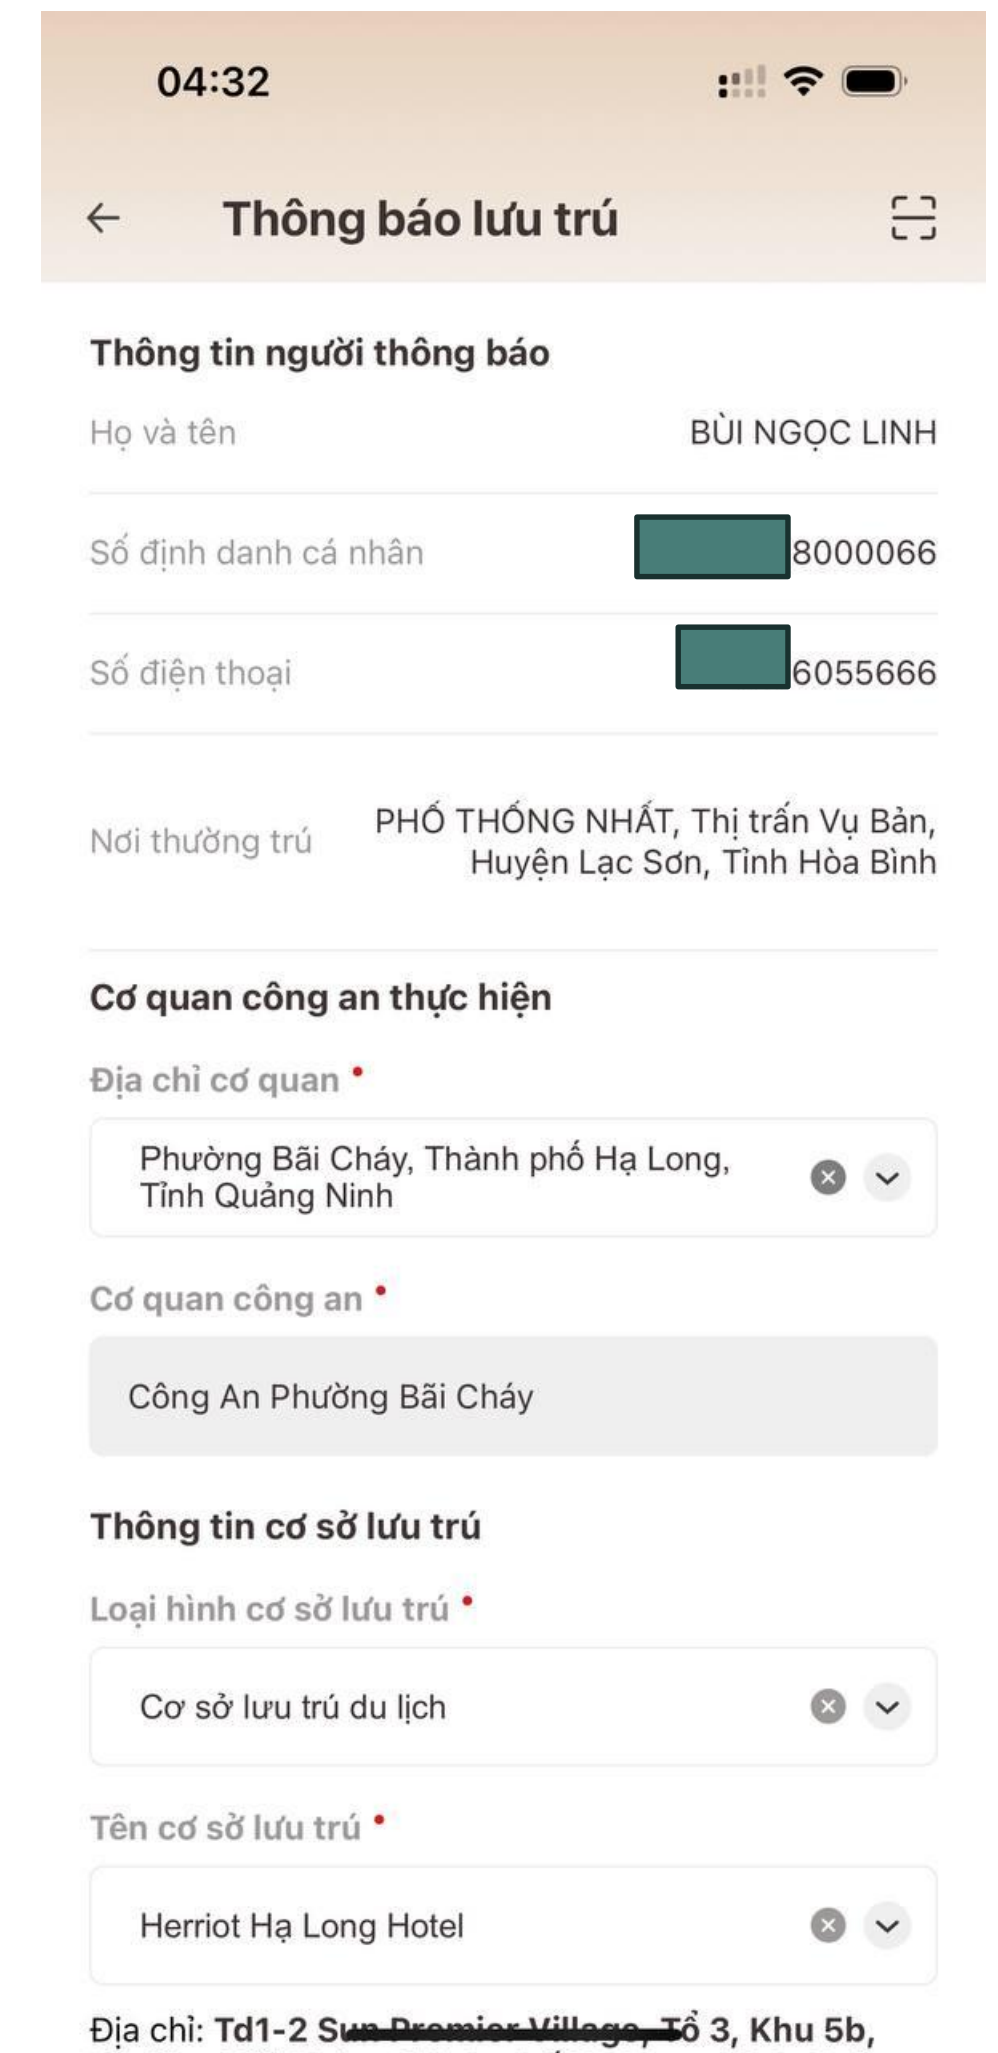 04:32
Thông báo lưu trú
Thông tin người thông báo
Họ và tên BÙI NGỌC LINH
Số định danh cá nhân 8000066
Số điện thoại 6055666
Nơi thường trú PHỐ THỐNG NHẤT, Thị trấn Vụ Bản,
Huyện Lạc Sơn, Tỉnh Hòa Bình
Cơ quan công an thực hiện
Địa chỉ cơ quan
Phường Bãi Cháy, Thành phố Hạ Long,
Tỉnh Quảng Ninh
Cơ quan công an
Công An Phường Bãi Cháy
Thông tin cơ sở lưu trú
Loại hình cơ sở lưu trú
Cơ sở lưu trú du lịch
Tên cơ sở lưu trú
Herriot Hạ Long Hotel
Địa chỉ: Td1-2 Sun Premier Village, Tổ 3, Khu 5b,